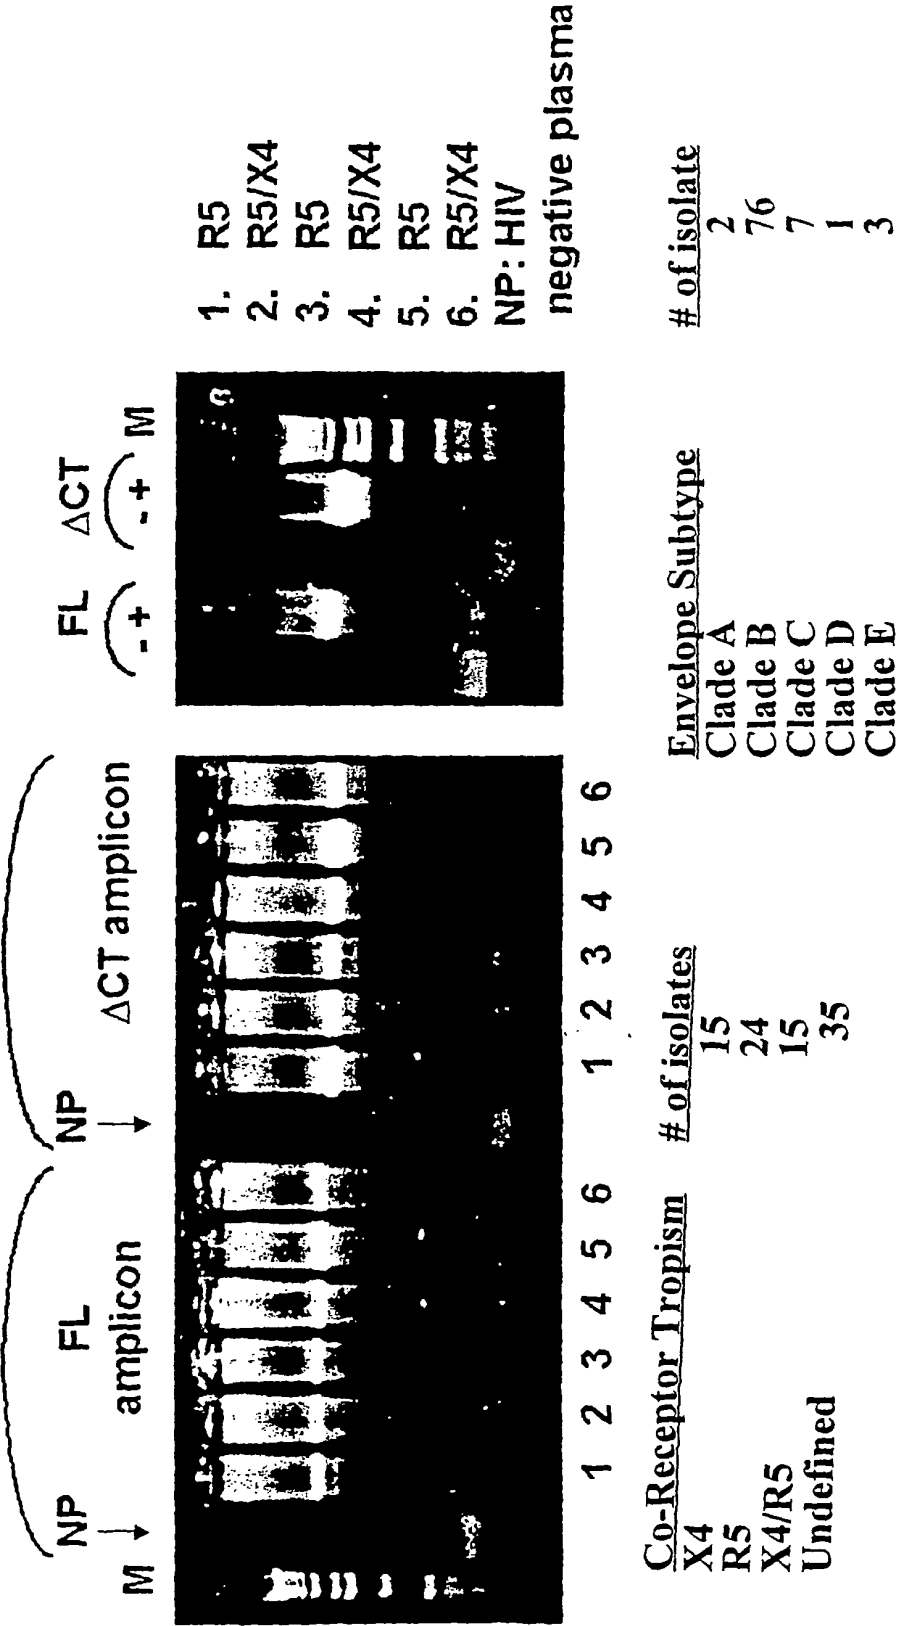 NP FL NP FL ΔCT
M amplicon ΔCT amplicon - + - + M
1 2 3 4 5 6 1 2 3 4 5 6
1. R5
2. R5/X4
3. R5
4. R5/X4
5. R5
6. R5/X4
NP: HIV
negative plasma
Co-Receptor Tropism # of isolates
X4 15
R5 24
X4/R5 15
Undefined 35
Envelope Subtype # of isolate
Clade A 2
Clade B 76
Clade C 7
Clade D 1
Clade E 3